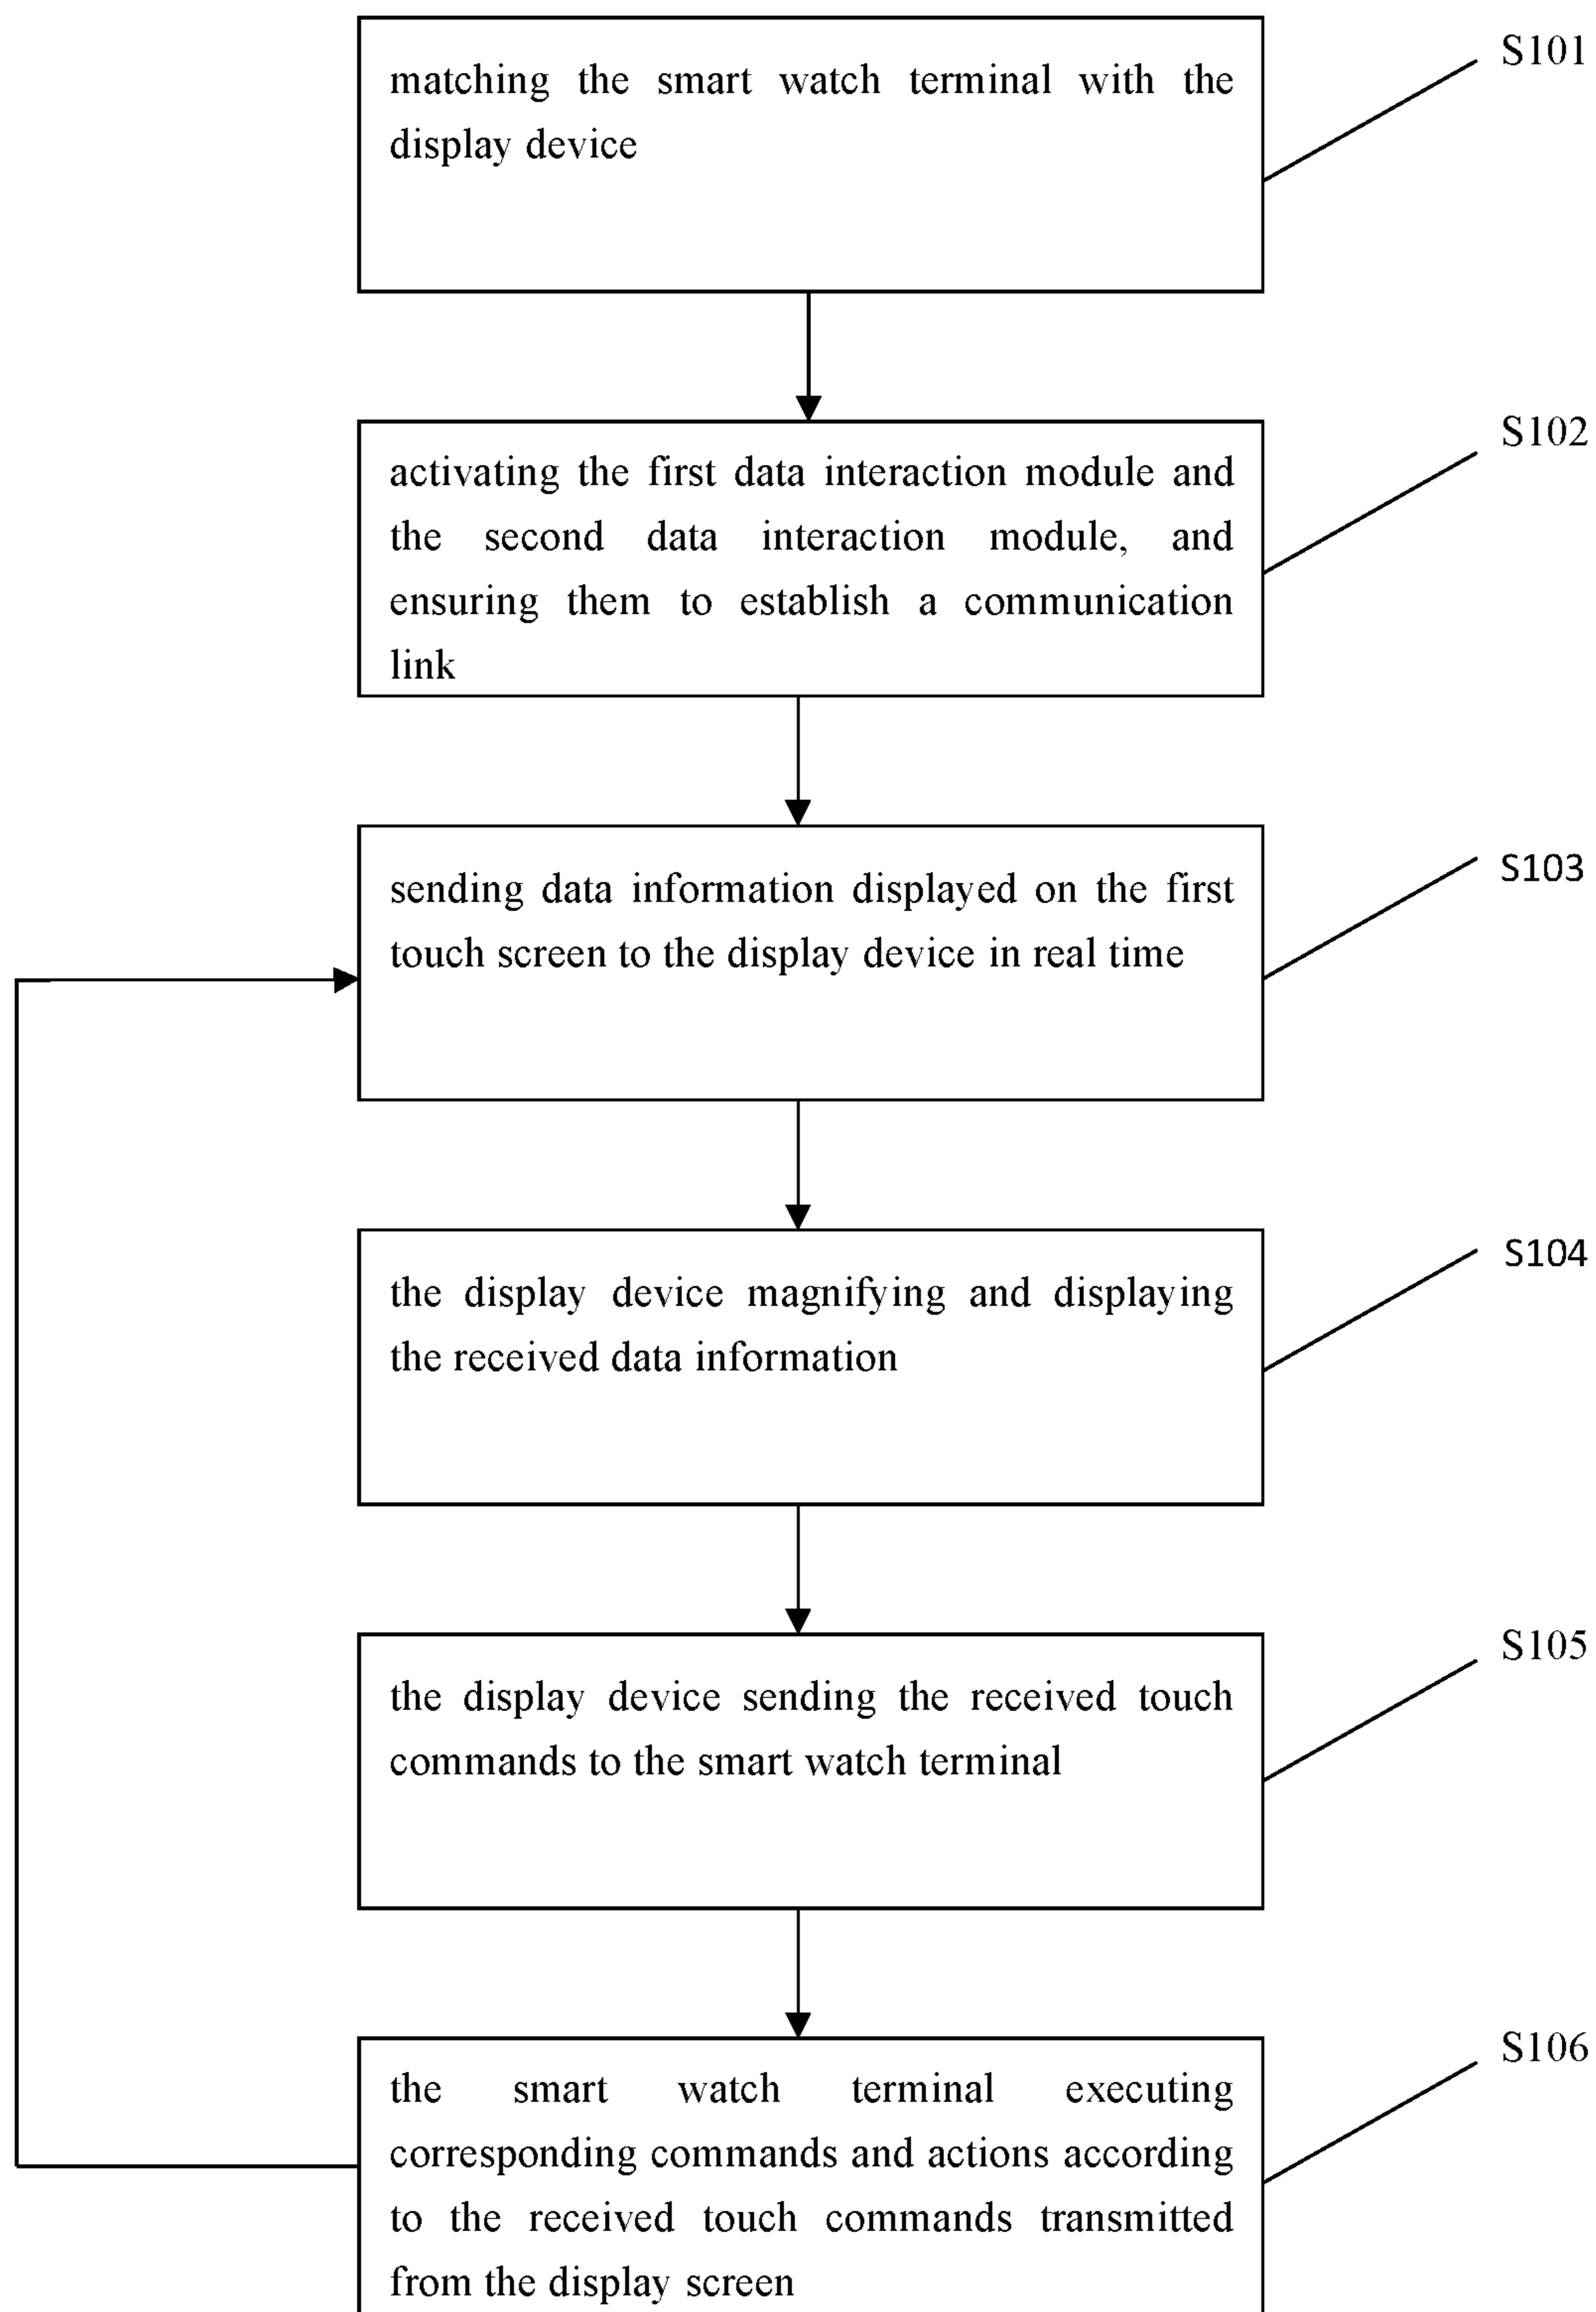 S101
matching the smart watch terminal with the
display device
S102
activating the first data interaction module and
the second data interaction module, and
ensuring them to establish a communication
link
S103
sending data information displayed on the first
touch screen to the display device in real time
S104
the display device magnifying and displaying
the received data information
S105
the display device sending the received touch
commands to the smart watch terminal
S106
the smart watch terminal executing
corresponding commands and actions according
to the received touch commands transmitted
from the display screen